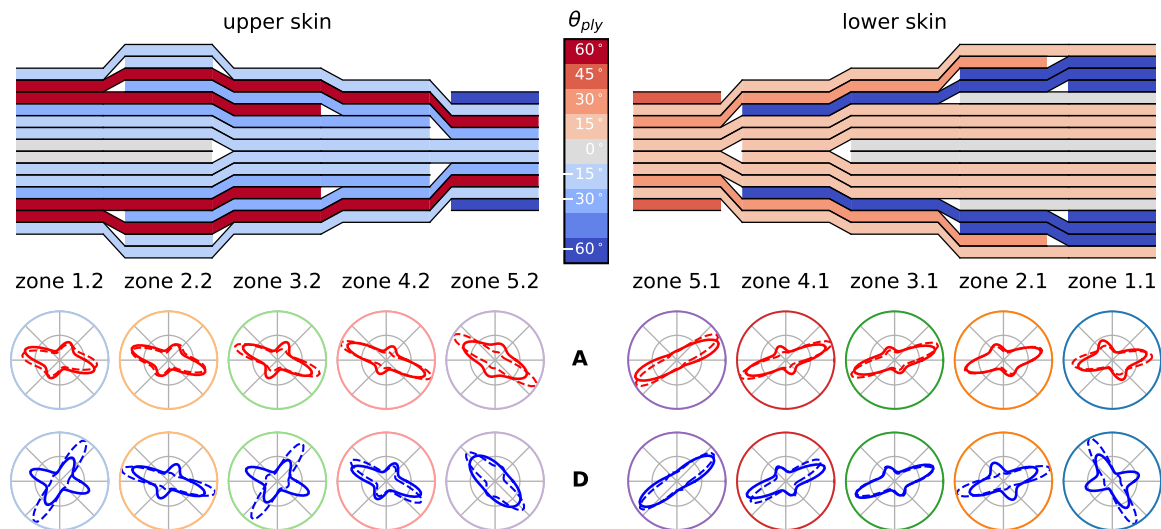 upper skin
θply
lower skin
60°
45°
30°
15°
0°
−15°
−30°
−60°
zone 1.2 zone 2.2 zone 3.2 zone 4.2 zone 5.2 zone 5.1 zone 4.1 zone 3.1 zone 2.1 zone 1.1
A
D